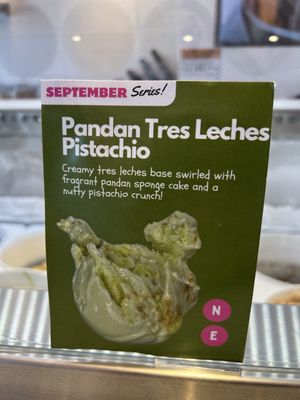 SEPTEMBER Series!
Pandan Tres Leches
Pistachio
Creamy tres leches base swirled with
fragrant pandan sponge cake and a
nutty pistachio crunch!
N
E